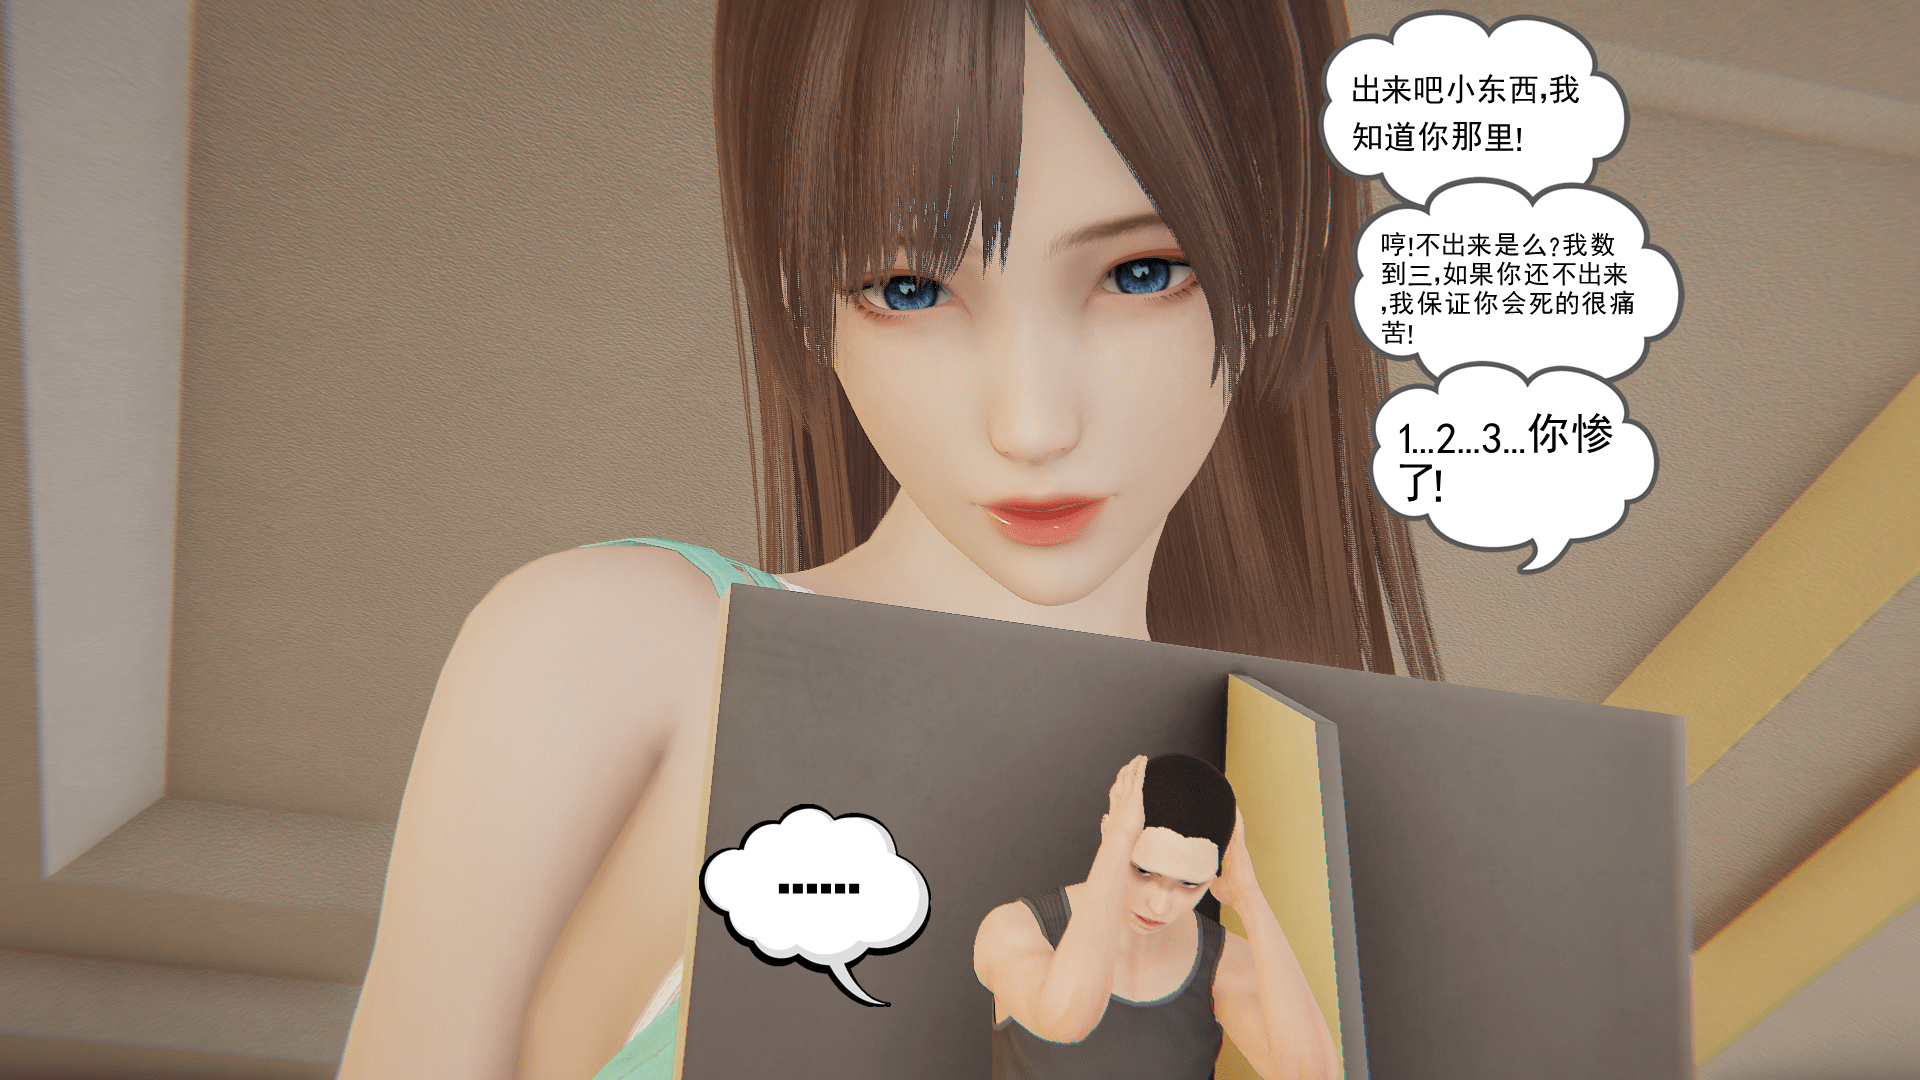 出来吧小东西,我
知道你那里!
哼!不出来是么?我数
到三,如果你还不出来
,我保证你会死的很痛
苦!
1…2…3…你惨
了!
......